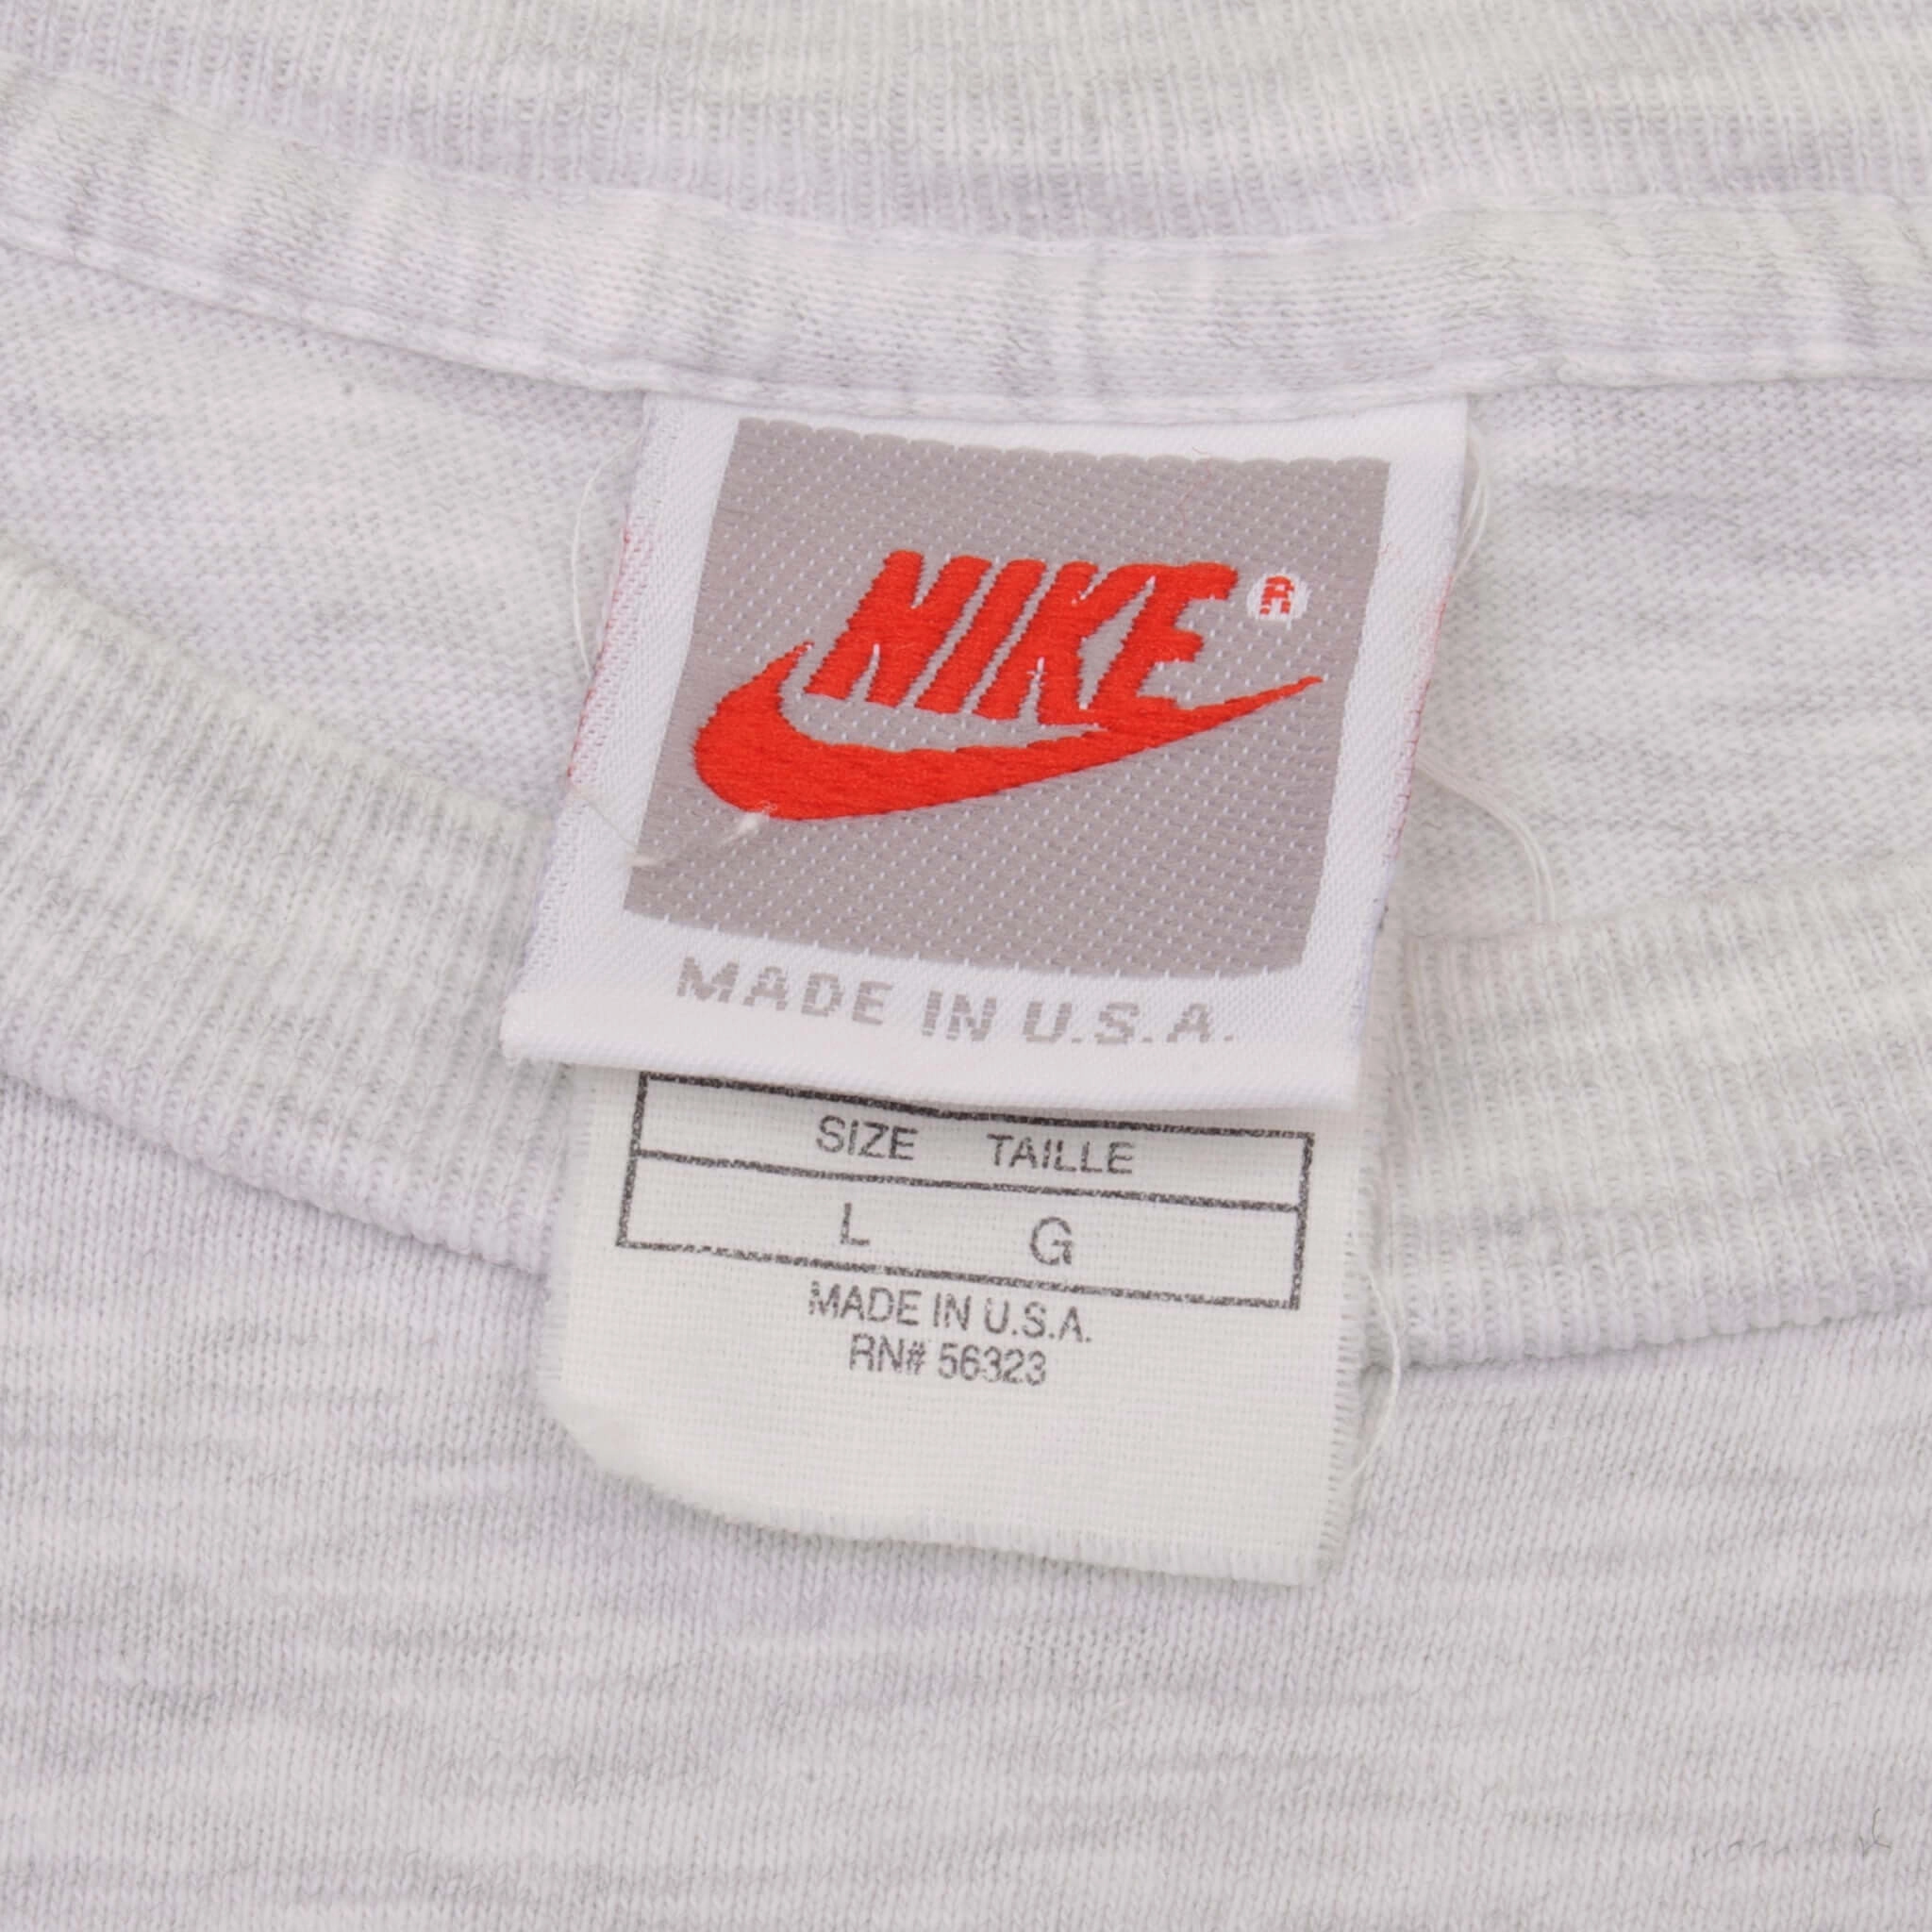 NIKE ®
MADE IN U.S.A.
SIZE TAILLE
L G
MADE IN U.S.A.
RN# 56323